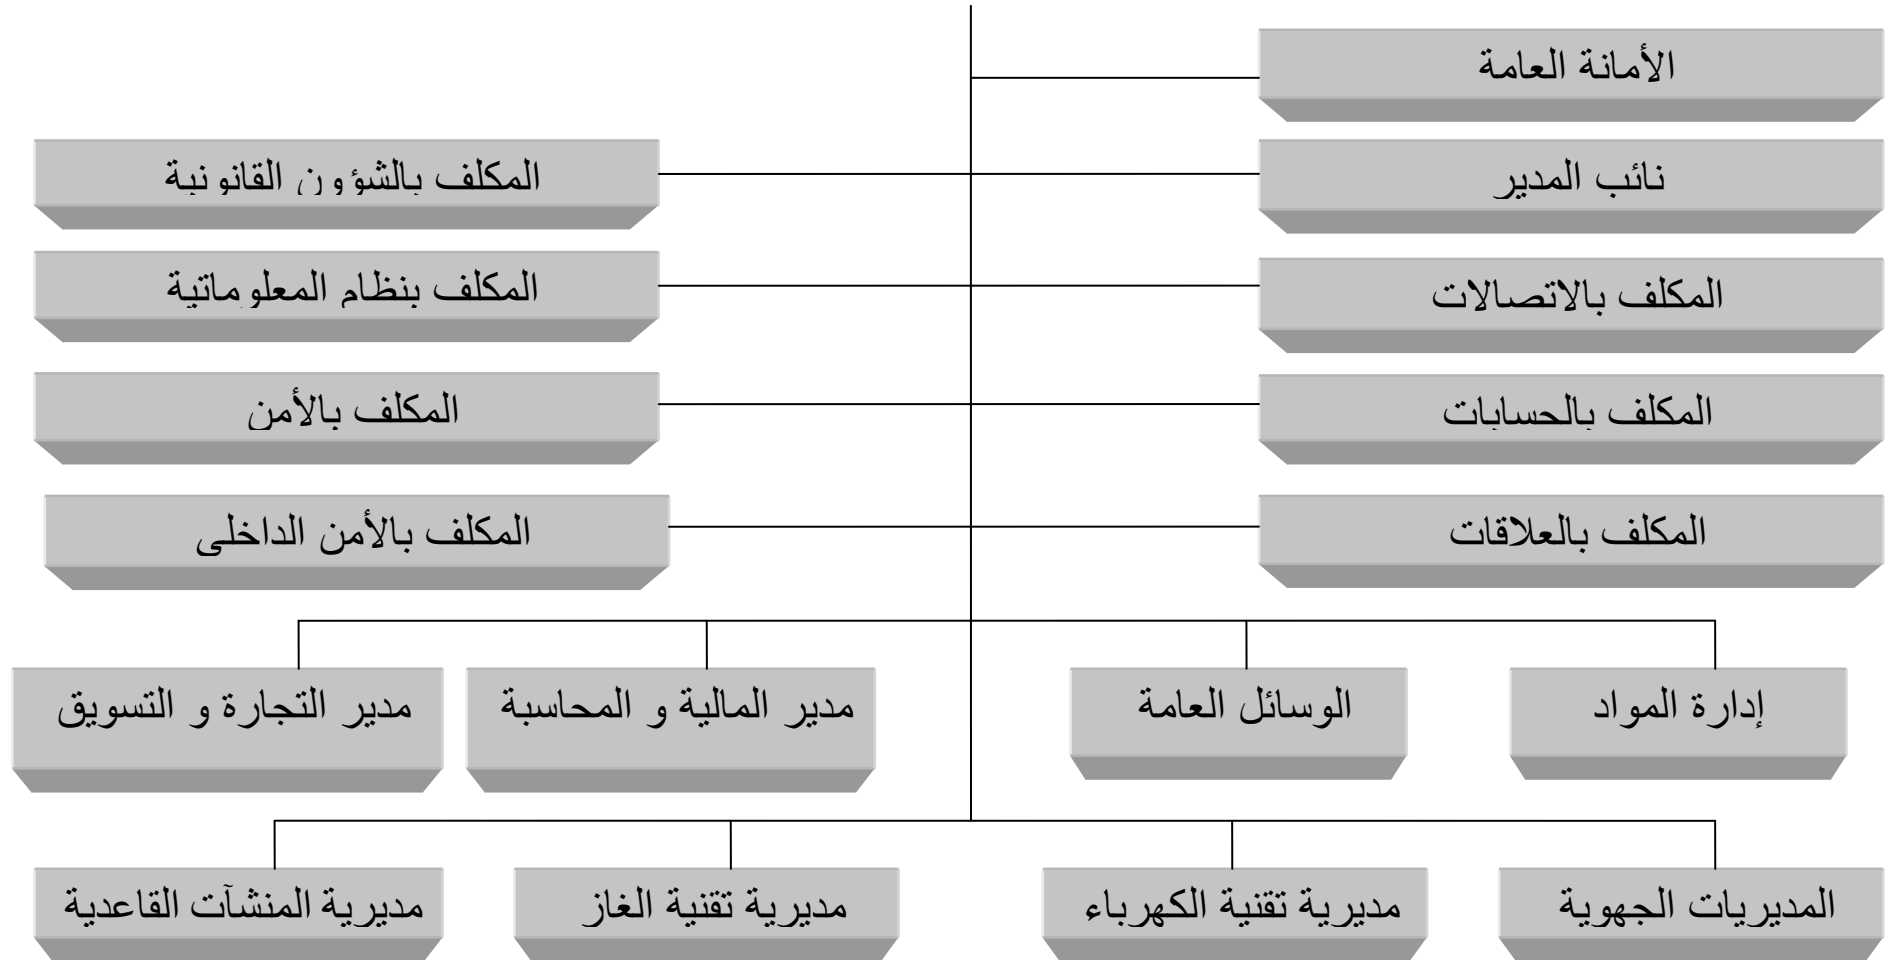 الأمانة العامة
نائب المدير
المكلف بالشؤون القانونية
المكلف بالاتصالات
المكلف بنظام المعلوماتية
المكلف بالحسابات
المكلف بالأمن
المكلف بالعلاقات
المكلف بالأمن الداخلي
إدارة المواد
الوسائل العامة
مدير المالية و المحاسبة
مدير التجارة و التسويق
المديريات الجهوية
مديرية تقنية الكهرباء
مديرية تقنية الغاز
مديرية المنشآت القاعدية